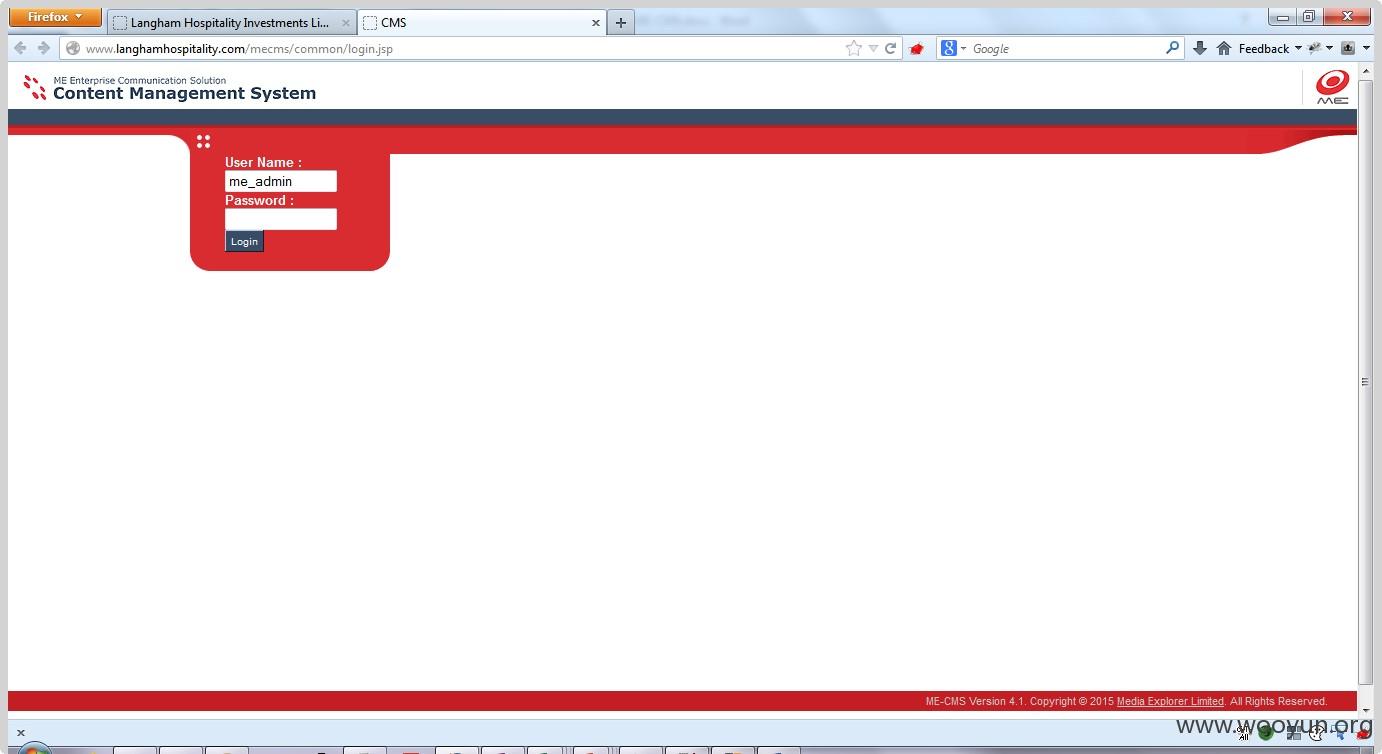 Firefox
Langham Hospitality Investments Li...
CMS
www.langhamhospitality.com/mecms/common/login.jsp
Google
Feedback
ME Enterprise Communication Solution
Content Management System
ME
User Name :
me_admin
Password :
Login
ME-CMS Version 4.1. Copyright © 2015 Media Explorer Limited. All Rights Reserved.
www.wooyun.org